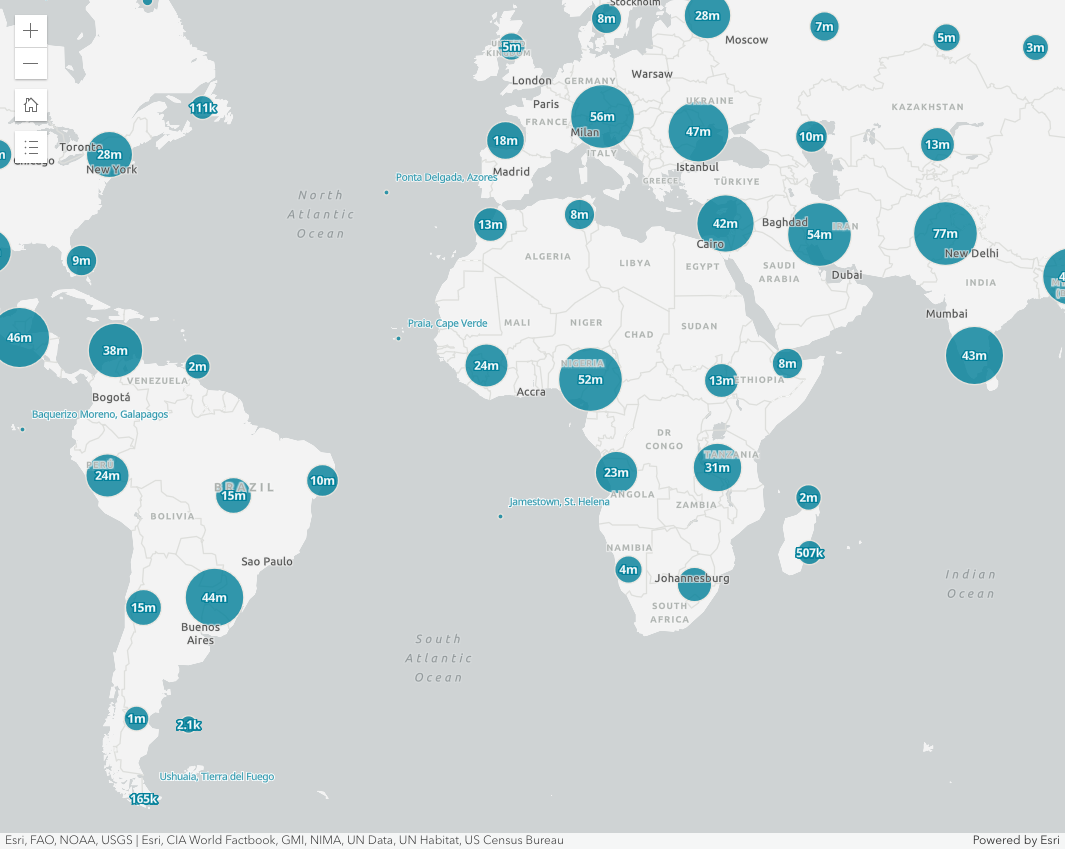 Stockholm
8m
28m
7m
5m
3m
Moscow
UNITED
KINGDOM
5m
London
GERMANY
Warsaw
Paris
UKRAINE
KAZAKHSTAN
111k
56m
FRANCE
Milan
47m
10m
13m
18m
ITALY
Toronto
28m
Chicago
New York
Madrid
Istanbul
Ponta Delgada, Azores
GREECE
TÜRKIYE
North
Atlantic
Ocean
13m
8m
42m
Baghdad
IRAN
54m
77m
Cairo
New Delhi
9m
ALGERIA
LIBYA
EGYPT
SAUDI
ARABIA
Dubai
INDIA
Mumbai
46m
38m
Praia, Cape Verde
MALI
NIGER
CHAD
SUDAN
43m
2m
VENEZUELA
24m
NIGERIA
52m
13m
ETHIOPIA
8m
Bogotá
Accra
Baquerizo Moreno, Galapagos
DR
CONGO
PERÚ
24m
BRAZIL
15m
10m
23m
TANZANIA
31m
2m
Jamestown, St. Helena
ANGOLA
ZAMBIA
BOLIVIA
NAMIBIA
507k
Sao Paulo
4m
Johannesburg
Indian
Ocean
15m
44m
SOUTH
AFRICA
Buenos
Aires
South
Atlantic
Ocean
1m
2.1k
Ushuaia, Tierra del Fuego
165k
Esri, FAO, NOAA, USGS | Esri, CIA World Factbook, GMI, NIMA, UN Data, UN Habitat, US Census Bureau
Powered by Esri